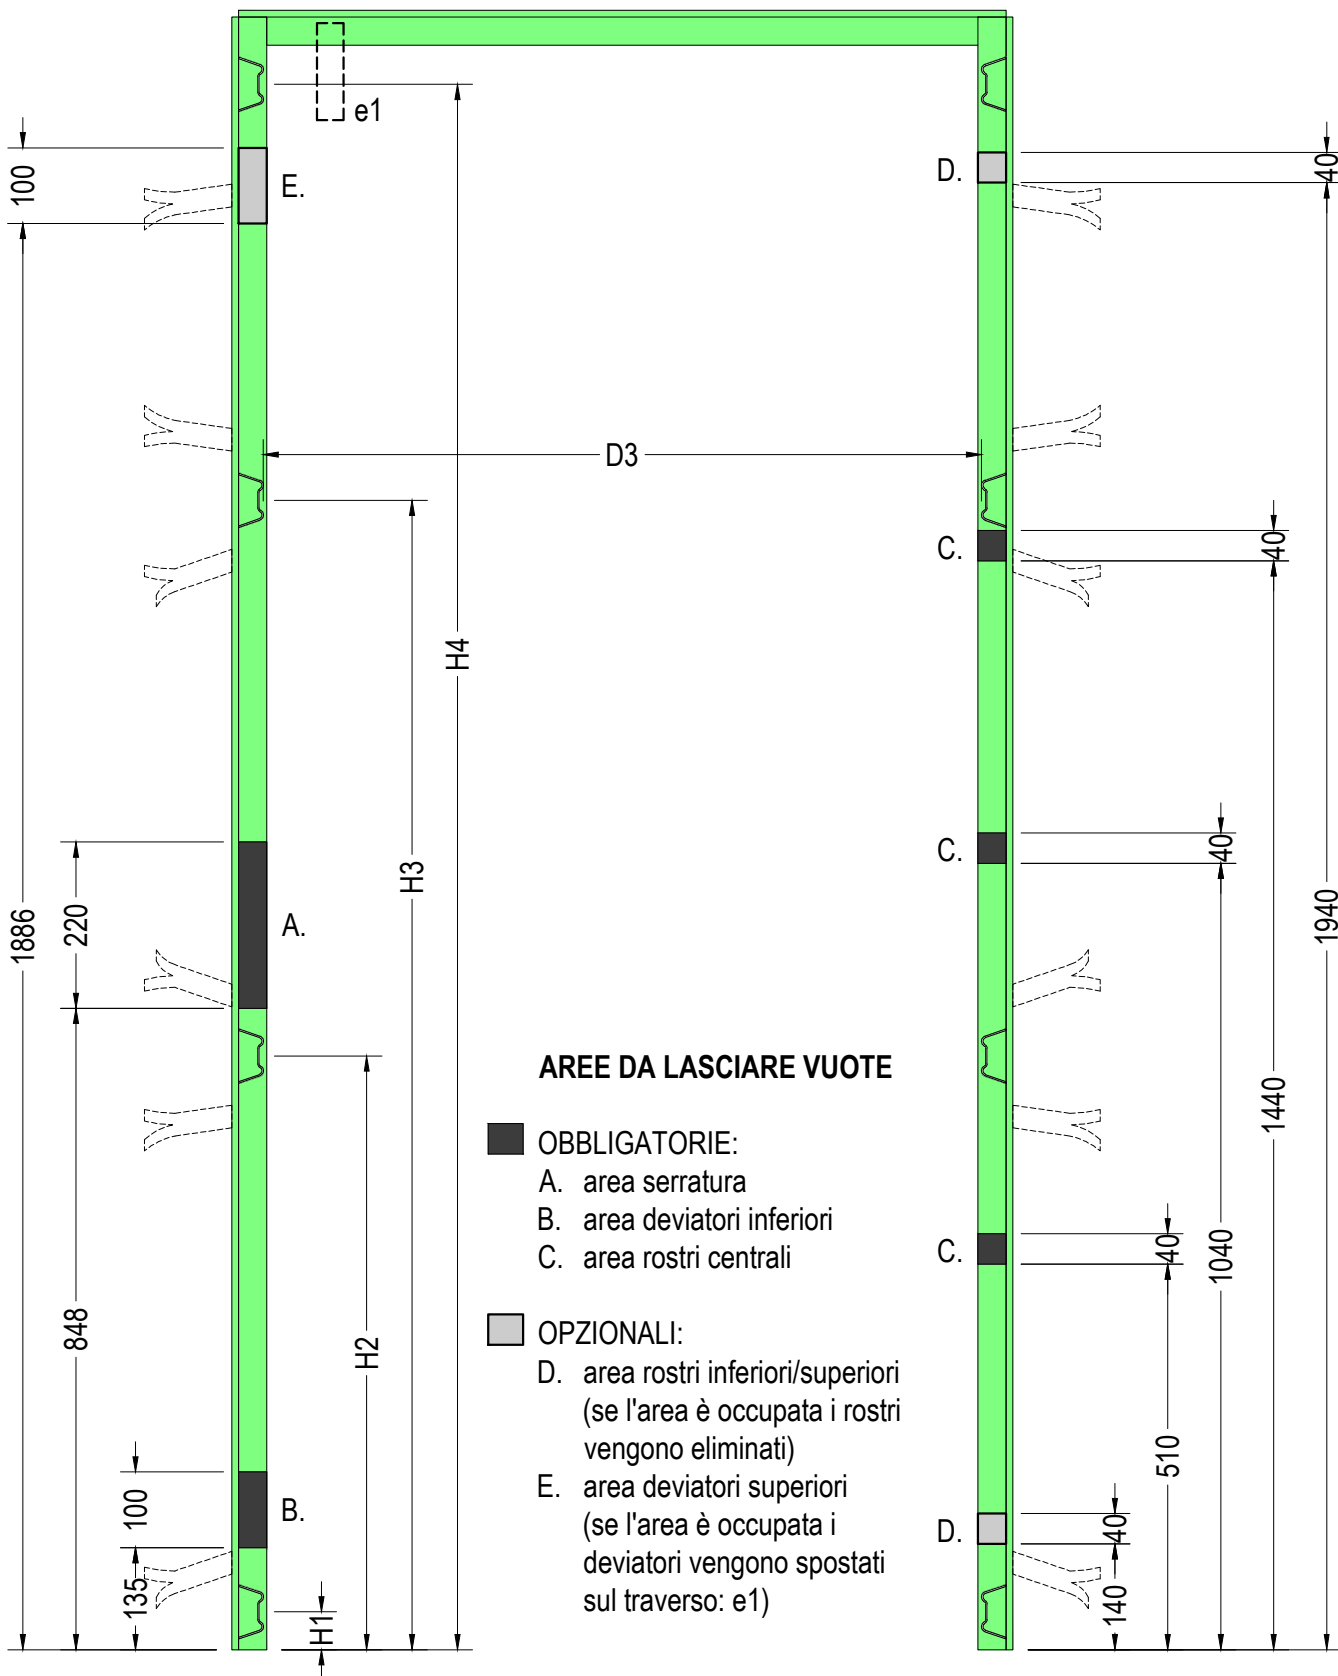 e1
100
E.
D.
40
D3
C.
40
H4
H3
C.
40
1886
220
A.
1940
AREE DA LASCIARE VUOTE
1440
OBBLIGATORIE:
A. area serratura
B. area deviatori inferiori
C. area rostri centrali
C.
40
1040
848
H2
OPZIONALI:
D. area rostri inferiori/superiori
(se l'area è occupata i rostri
vengono eliminati)
E. area deviatori superiori
(se l'area è occupata i
deviatori vengono spostati
sul traverso: e1)
510
100
B.
D.
40
135
H1
140